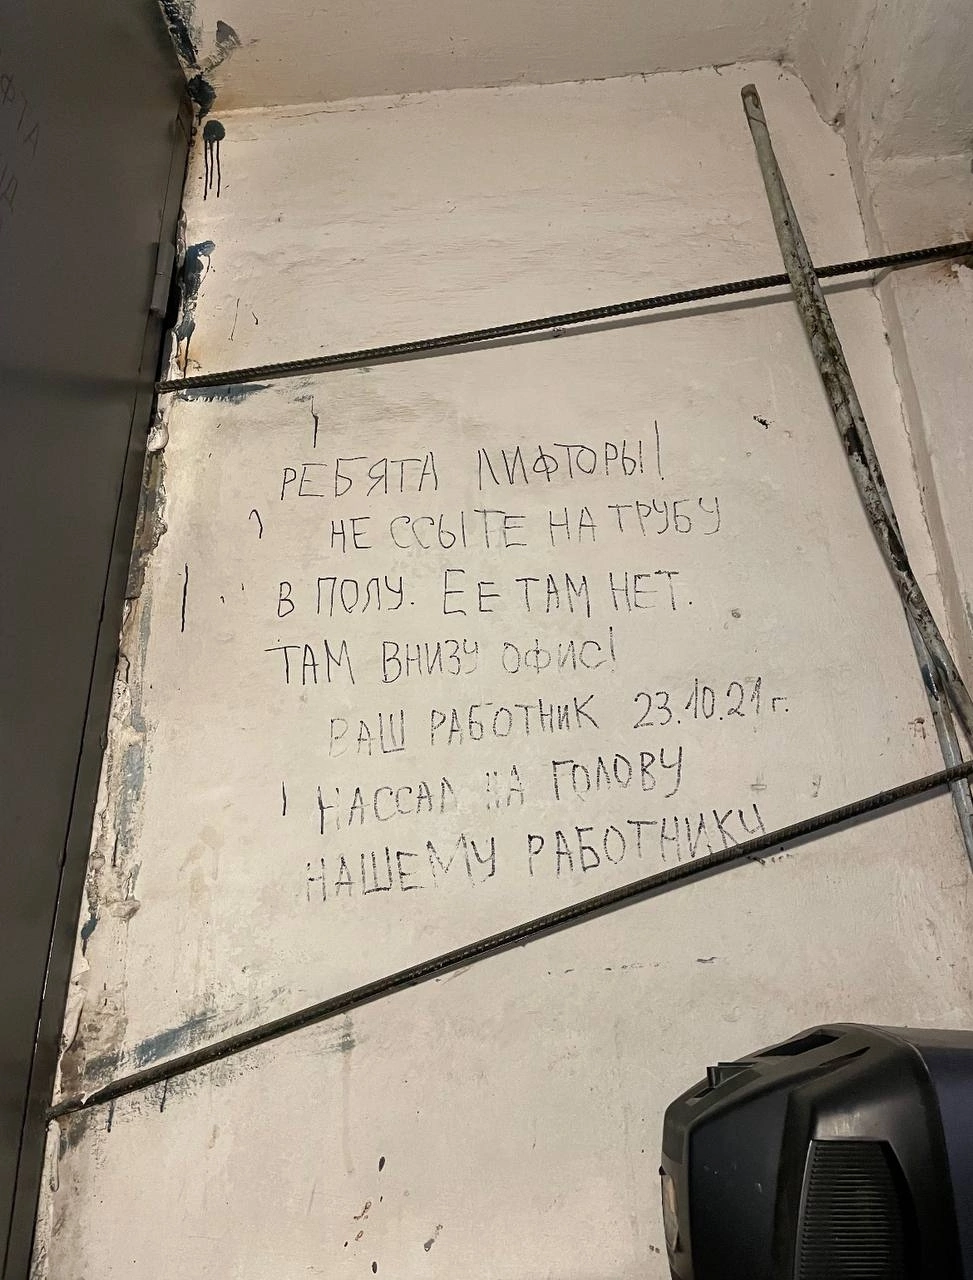 РЕБЯТА ЛИФТОРЫ!
НЕ ССЫТЕ НА ТРУБУ
В ПОЛУ. ЕЕ ТАМ НЕТ.
ТАМ ВНИЗУ ОФИС!
ВАШ РАБОТНИК 23.10.21 г.
НАССАЛ НА ГОЛОВУ
НАШЕМУ РАБОТНИКУ